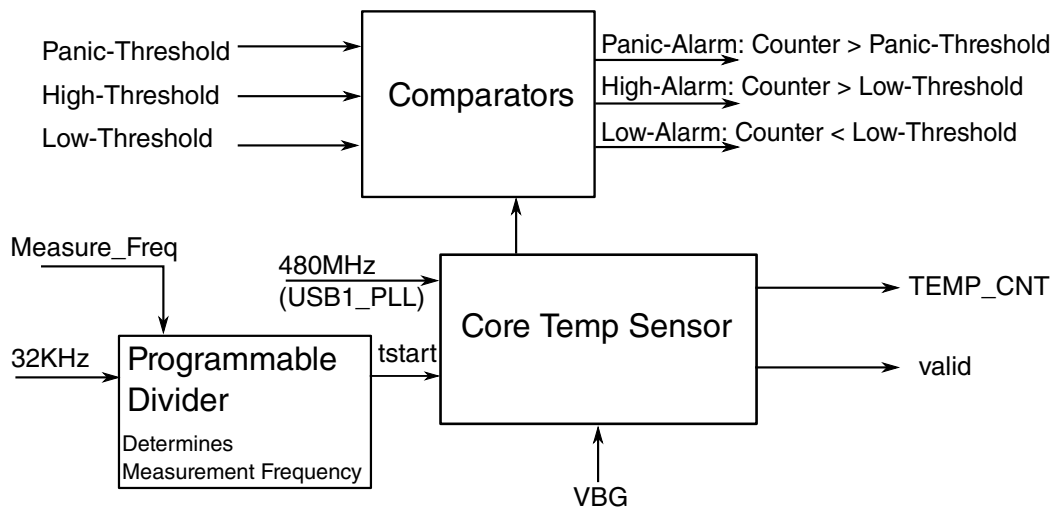 Panic-Threshold
High-Threshold
Low-Threshold
Comparators
Panic-Alarm: Counter > Panic-Threshold
High-Alarm: Counter > Low-Threshold
Low-Alarm: Counter < Low-Threshold
Measure_Freq
480MHz
(USB1_PLL)
Core Temp Sensor
TEMP_CNT
valid
32KHz
Programmable
Divider
Determines
Measurement Frequency
tstart
VBG